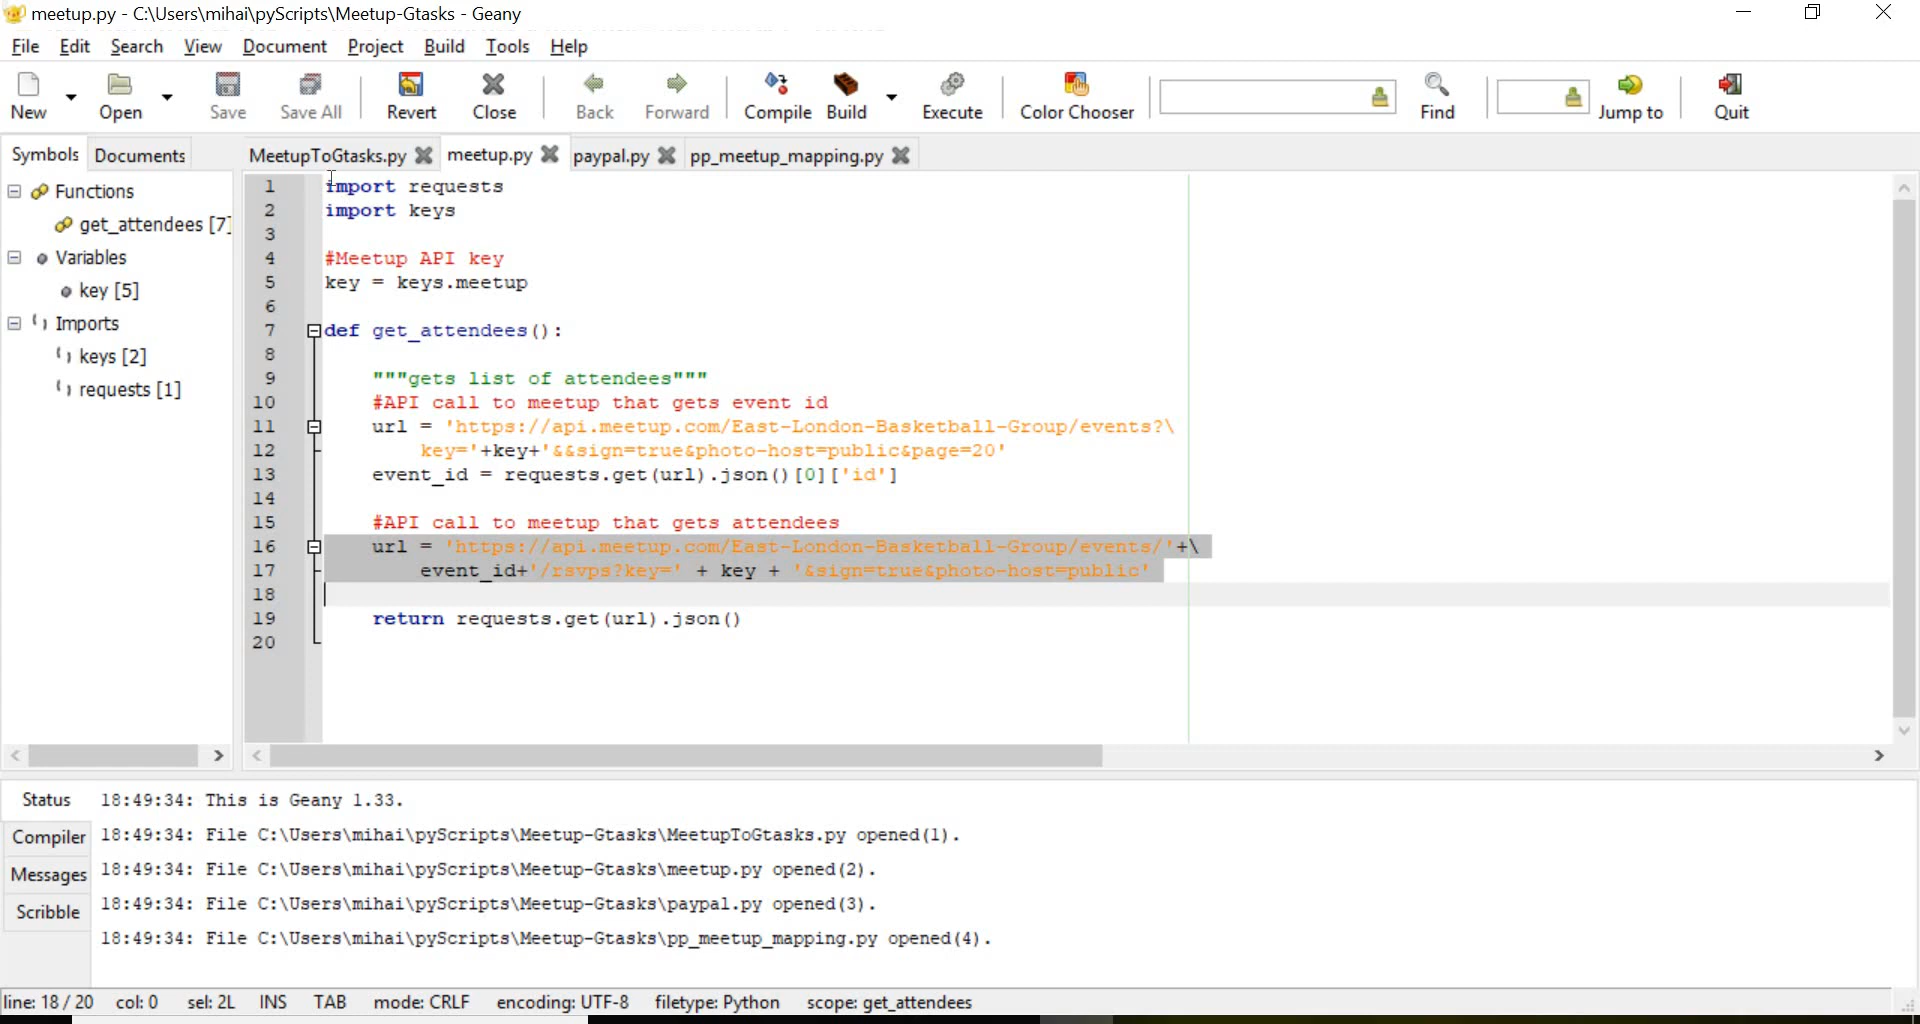 meetup.py - C:\Users\mihai\pyScripts\Meetup-Gtasks - Geany
File Edit Search View Document Project Build Tools Help
New Open Save Save All Revert Close Back Forward Compile Build Execute Color Chooser Find Jump to Quit
Symbols Documents
MeetupToGtasks.py meetup.py paypal.py pp_meetup_mapping.py
Functions
get_attendees [7]
Variables
key [5]
Imports
keys [2]
requests [1]
1 import requests
2 import keys
3
4 #Meetup API key
5 key = keys.meetup
6
7 def get_attendees():
8
9 """gets list of attendees"""
10 #API call to meetup that gets event id
11 url = 'https://api.meetup.com/East-London-Basketball-Group/events?\
12 key='+key+'&&sign=true&photo-host=public&page=20'
13 event_id = requests.get(url).json()[0]['id']
14
15 #API call to meetup that gets attendees
16 url = 'https://api.meetup.com/East-London-Basketball-Group/events/'+\
17 event_id+'/rsvps?key=' + key + '&sign=true&photo-host=public'
18
19 return requests.get(url).json()
20
Status
Compiler
Messages
Scribble
18:49:34: This is Geany 1.33.
18:49:34: File C:\Users\mihai\pyScripts\Meetup-Gtasks\MeetupToGtasks.py opened(1).
18:49:34: File C:\Users\mihai\pyScripts\Meetup-Gtasks\meetup.py opened(2).
18:49:34: File C:\Users\mihai\pyScripts\Meetup-Gtasks\paypal.py opened(3).
18:49:34: File C:\Users\mihai\pyScripts\Meetup-Gtasks\pp_meetup_mapping.py opened(4).
line: 18 / 20 col: 0 sel: 2L INS TAB mode: CRLF encoding: UTF-8 filetype: Python scope: get_attendees